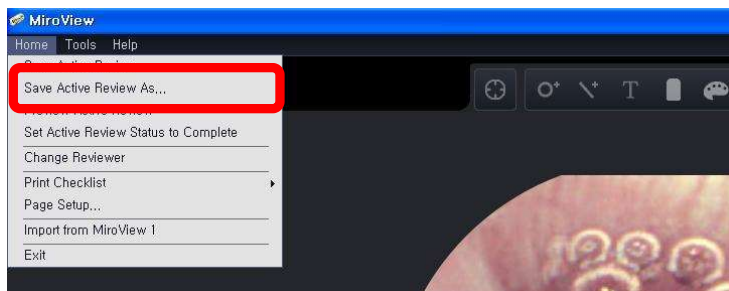 MiroView
Home Tools Help
Save Active Review As...
Set Active Review Status to Complete
Change Reviewer
Print Checklist
Page Setup...
Import from MiroView 1
Exit
T